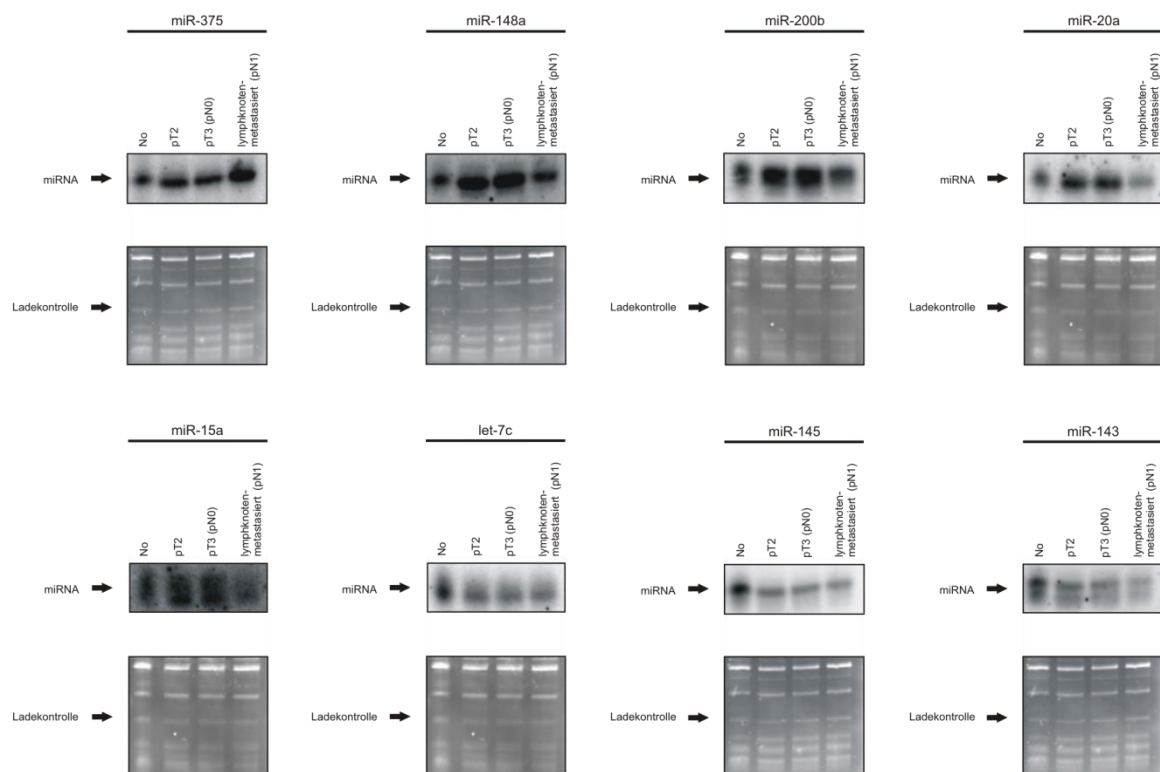 miR-375
miR-148a
miR-200b
miR-20a
No
pT2
pT3 (pN0)
lymphknoten-
metastasiert (pN1)
No
pT2
pT3 (pN0)
lymphknoten-
metastasiert (pN1)
No
pT2
pT3 (pN0)
lymphknoten-
metastasiert (pN1)
No
pT2
pT3 (pN0)
lymphknoten-
metastasiert (pN1)
miRNA
miRNA
miRNA
miRNA
Ladekontrolle
Ladekontrolle
Ladekontrolle
Ladekontrolle
miR-15a
let-7c
miR-145
miR-143
No
pT2
pT3 (pN0)
lymphknoten-
metastasiert (pN1)
No
pT2
pT3 (pN0)
lymphknoten-
metastasiert (pN1)
No
pT2
pT3 (pN0)
lymphknoten-
metastasiert (pN1)
No
pT2
pT3 (pN0)
lymphknoten-
metastasiert (pN1)
miRNA
miRNA
miRNA
miRNA
Ladekontrolle
Ladekontrolle
Ladekontrolle
Ladekontrolle